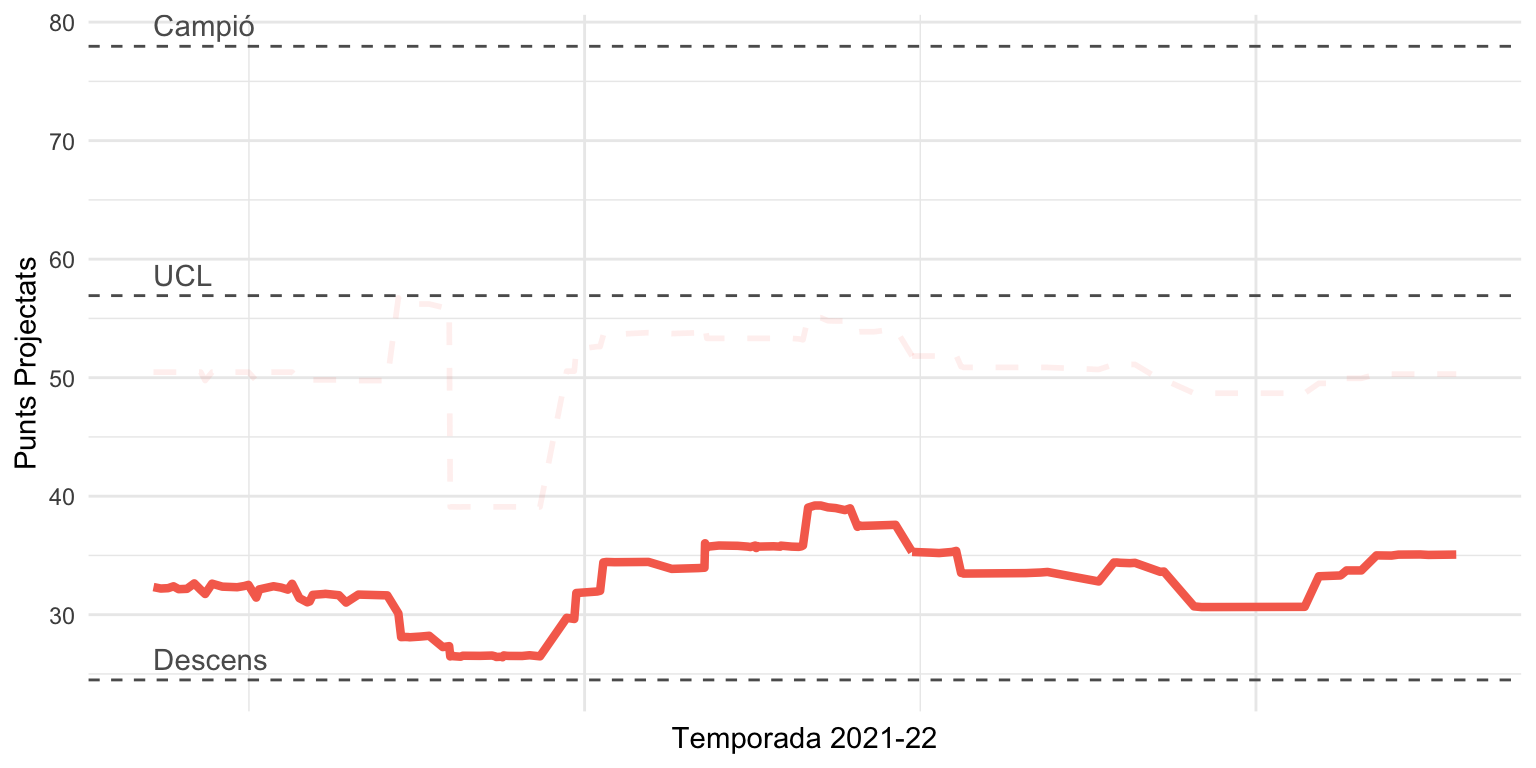 80
Campió
70
60
UCL
50
40
30
Descens
Punts Projectats
Temporada 2021-22